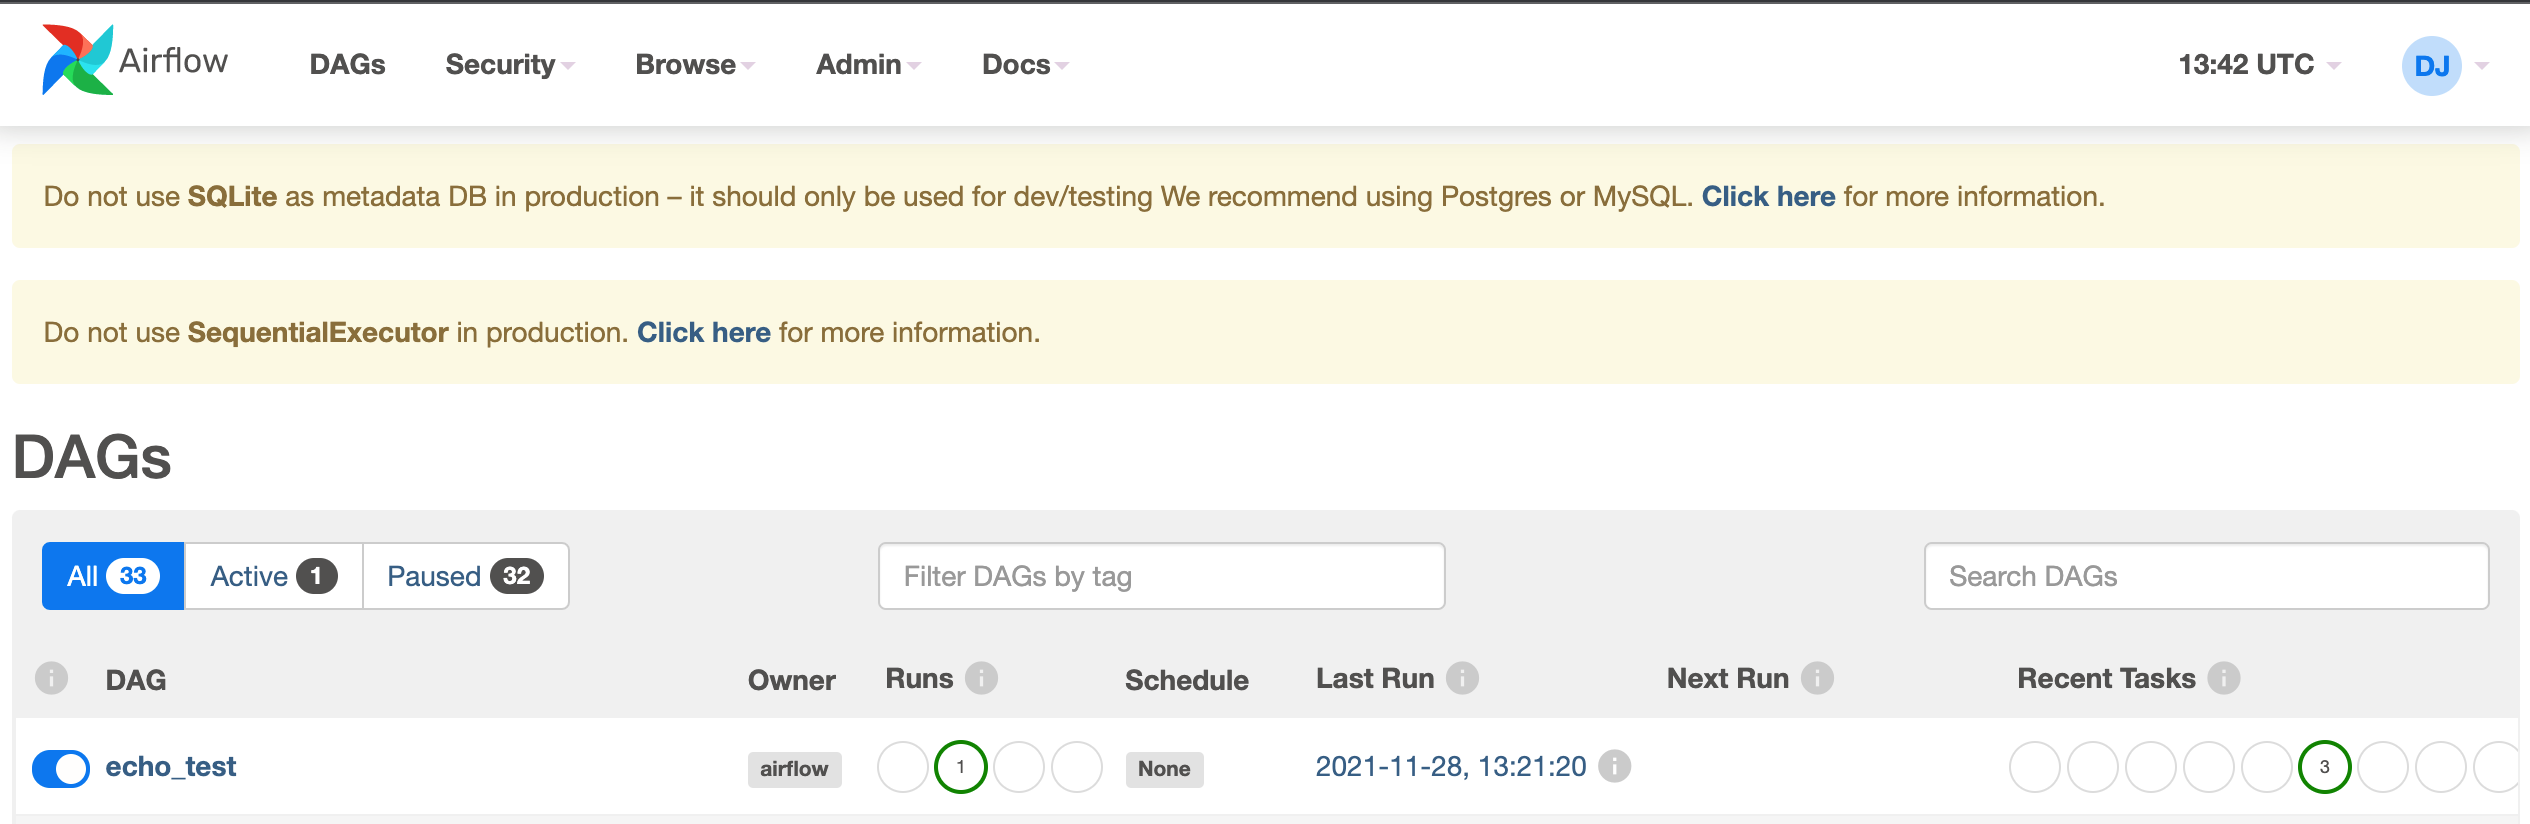 Airflow DAGs Security Browse Admin Docs 13:42 UTC DJ
Do not use SQLite as metadata DB in production – it should only be used for dev/testing We recommend using Postgres or MySQL. Click here for more information.
Do not use SequentialExecutor in production. Click here for more information.
DAGs
All 33 Active 1 Paused 32 Filter DAGs by tag Search DAGs
i DAG Owner Runs i Schedule Last Run i Next Run i Recent Tasks i
echo_test airflow 1 None 2021-11-28, 13:21:20 i 3